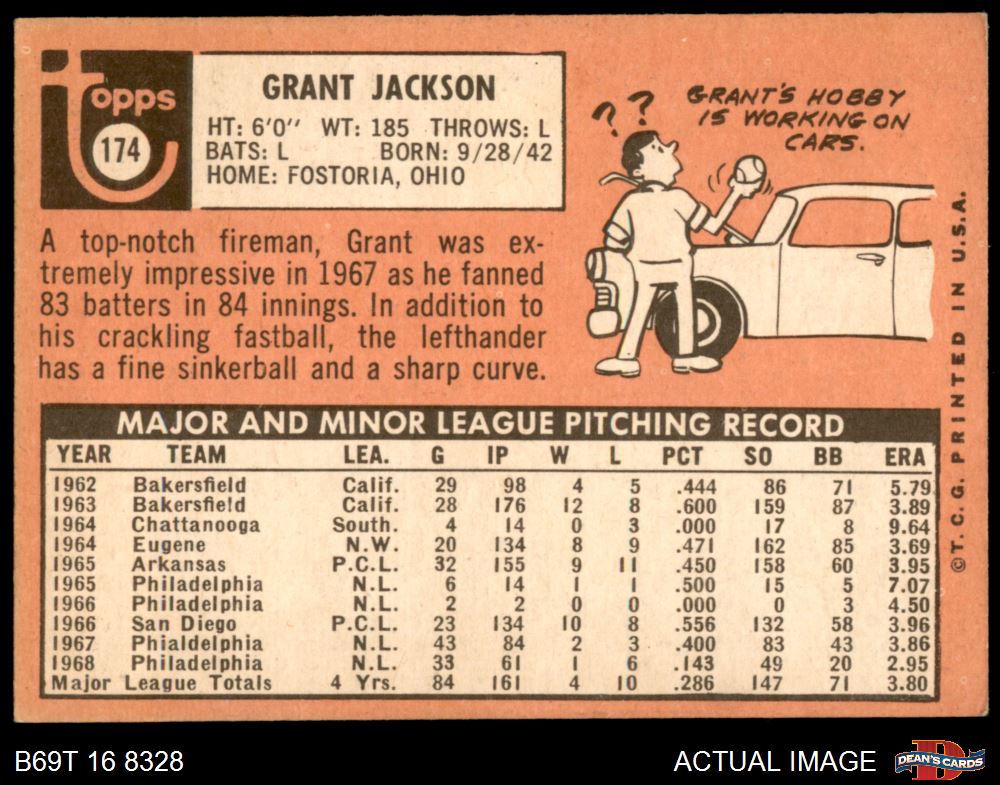 Topps
174
GRANT JACKSON
HT: 6'0" WT: 185 THROWS: L
BATS: L BORN: 9/28/42
HOME: FOSTORIA, OHIO
? ?
GRANT'S HOBBY
IS WORKING ON
CARS.
A top-notch fireman, Grant was ex-
tremely impressive in 1967 as he fanned
83 batters in 84 innings. In addition to
his crackling fastball, the lefthander
has a fine sinkerball and a sharp curve.
MAJOR AND MINOR LEAGUE PITCHING RECORD
YEAR TEAM LEA. G IP W L PCT SO BB ERA
1962 Bakersfield Calif. 29 98 4 5 .444 86 71 5.79
1963 Bakersfield Calif. 28 176 12 8 .600 159 87 3.89
1964 Chattanooga South. 4 14 0 3 .000 17 8 9.64
1964 Eugene N.W. 20 134 8 9 .471 162 85 3.69
1965 Arkansas P.C.L. 32 155 9 11 .450 158 60 3.95
1965 Philadelphia N.L. 6 14 1 1 .500 15 5 7.07
1966 Philadelphia N.L. 2 2 0 0 .000 0 3 4.50
1966 San Diego P.C.L. 23 134 10 8 .556 132 58 3.96
1967 Phialdelphia N.L. 43 84 2 3 .400 83 43 3.86
1968 Philadelphia N.L. 33 61 1 6 .143 49 20 2.95
Major League Totals 4 Yrs. 84 161 4 10 .286 147 71 3.80
©T.C.G. PRINTED IN U.S.A.
B69T 16 8328
ACTUAL IMAGE
D
DEAN'S CARDS